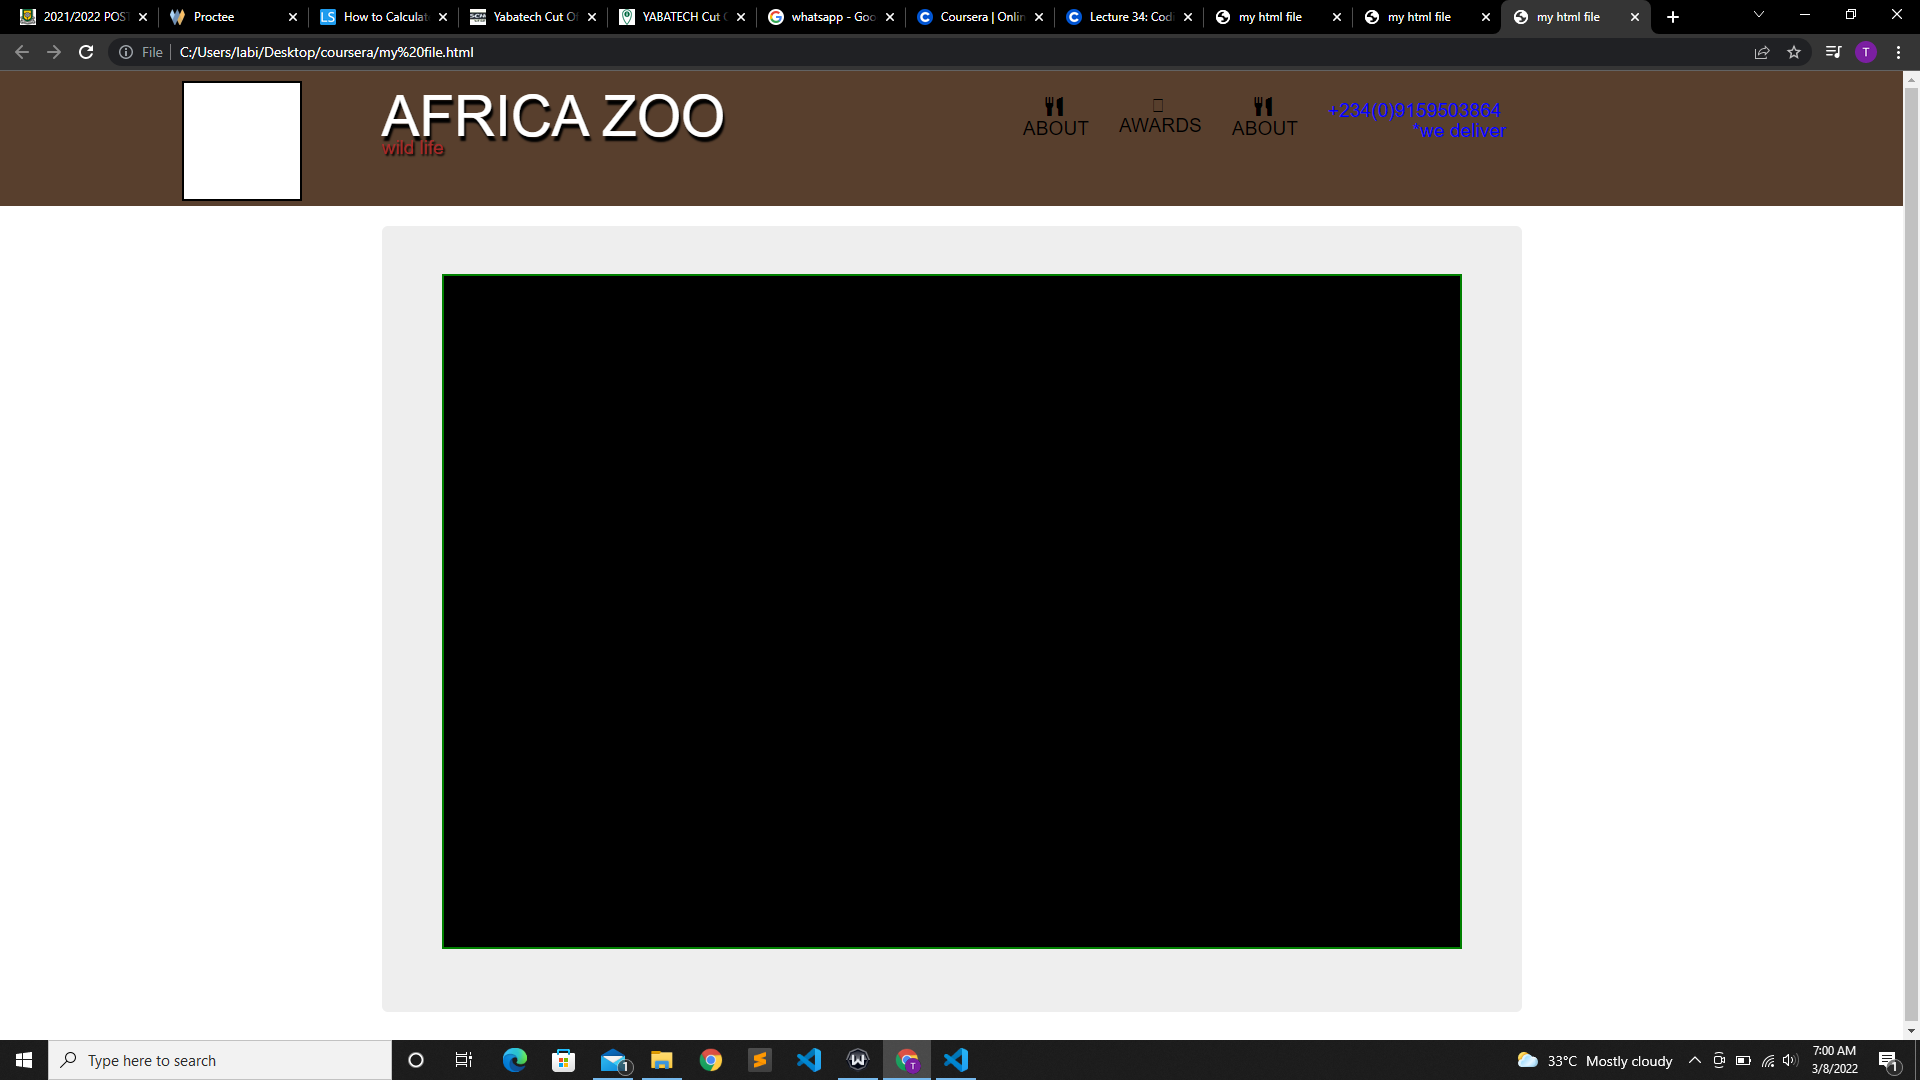 2021/2022 POS
Proctee
How to Calculat
Yabatech Cut O
YABATECH Cut
whatsapp - Goo
Coursera | Onlin
Lecture 34: Codi
my html file
my html file
my html file
File
C:/Users/labi/Desktop/coursera/my%20file.html
T
AFRICA ZOO
wild life
ABOUT
AWARDS
ABOUT
+234(0)9159503864
*we deliver
Type here to search
1
T
33°C Mostly cloudy
7:00 AM
3/8/2022
1